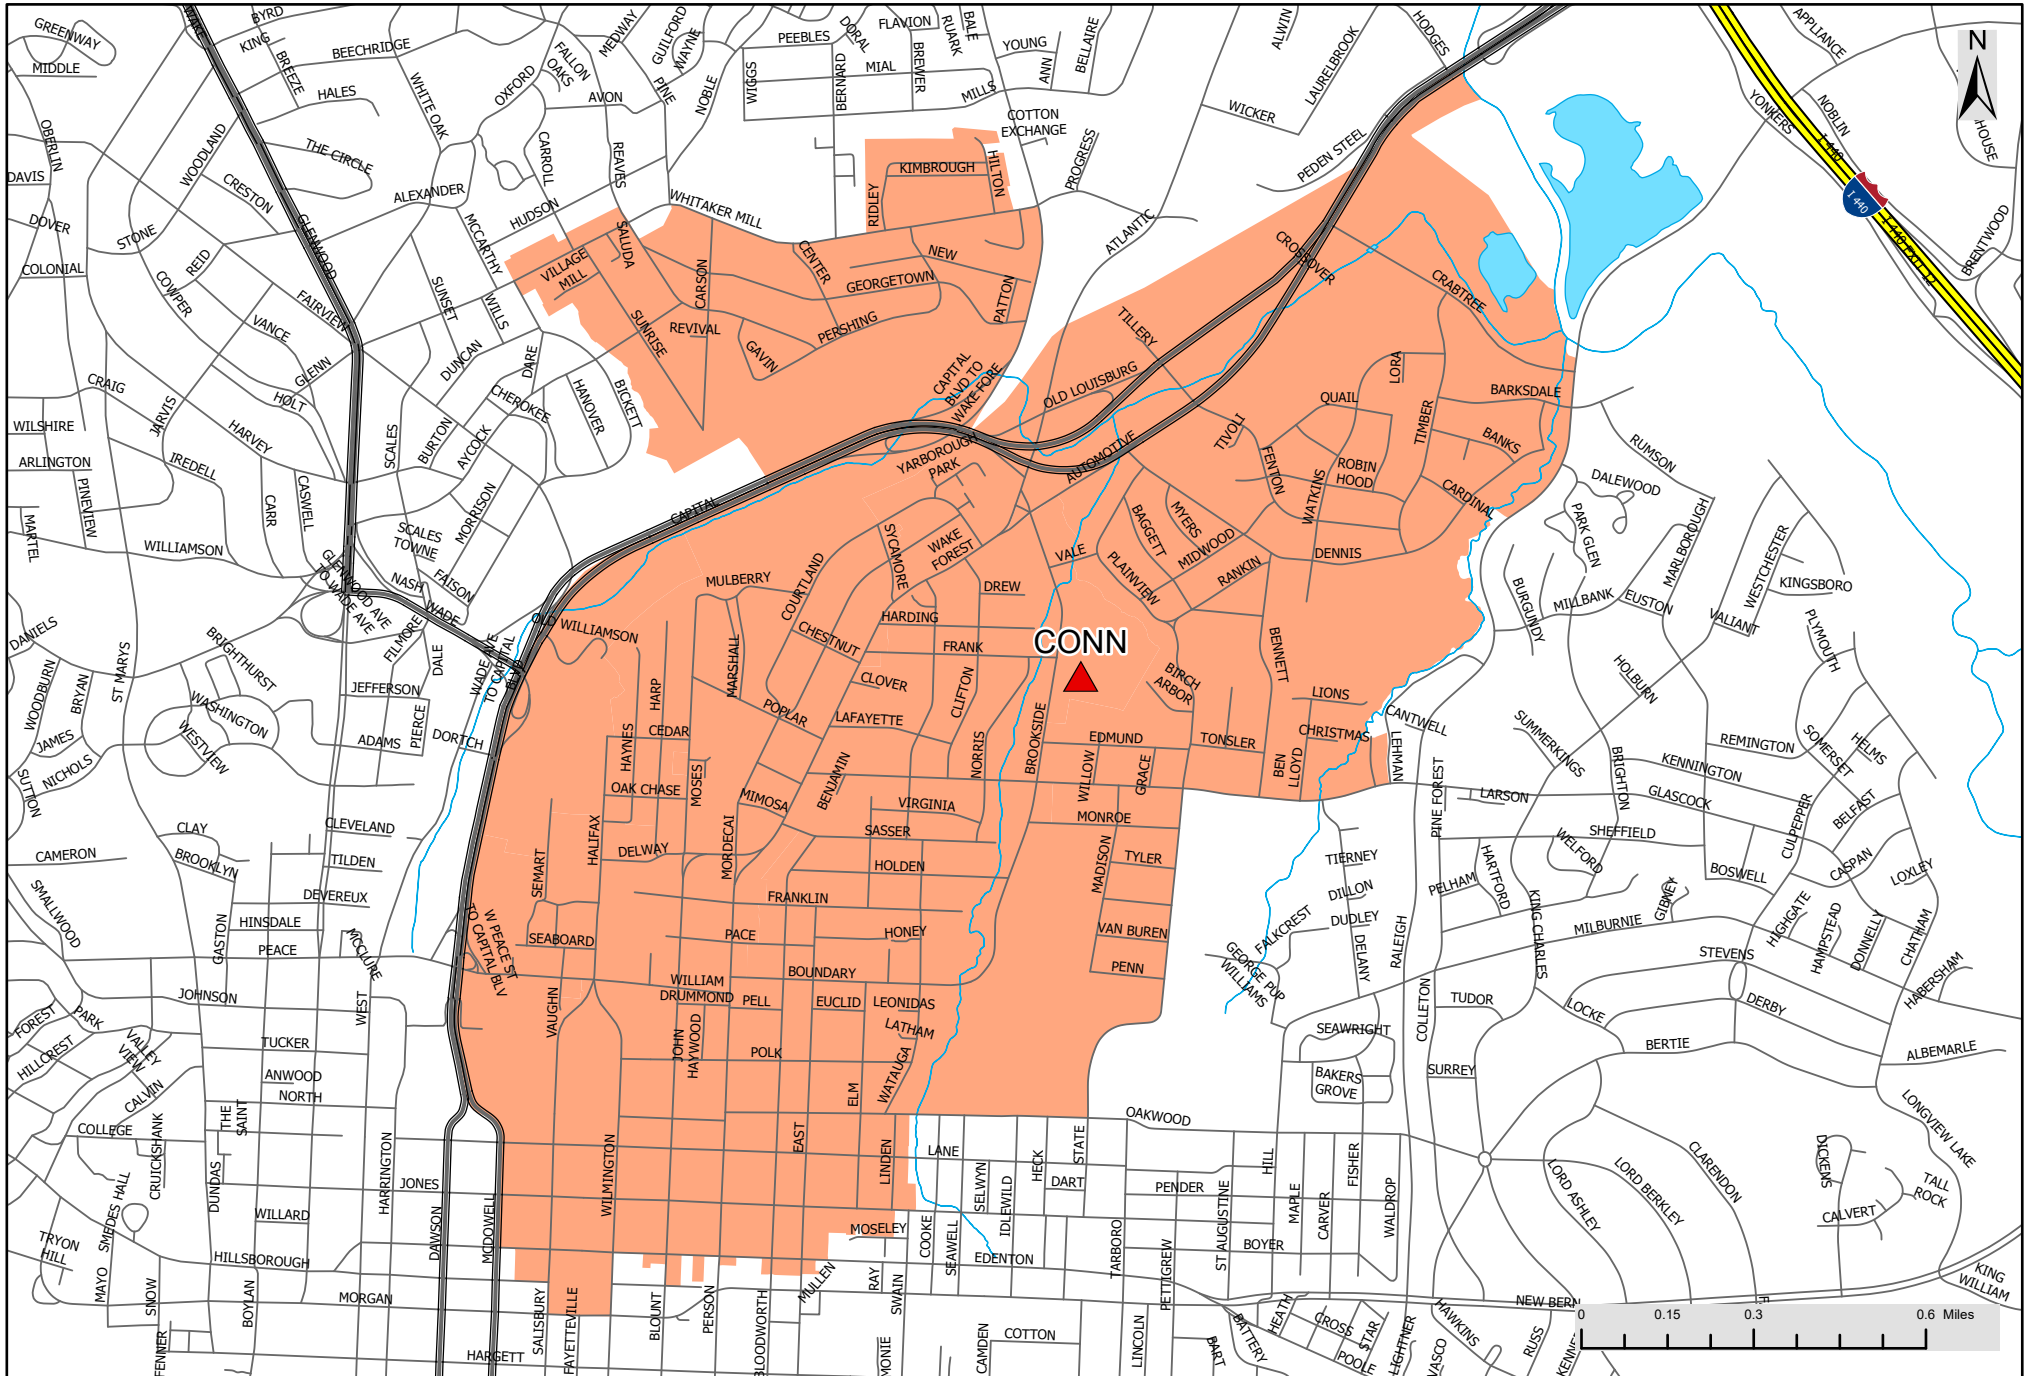 GREENWAY
MIDDLE
WAKE
BYRD
KING
BREEZE
BEECHRIDGE
HALES
WHITE OAK
OXFORD
FALLON
OAKS
MEDWAY
GUILFORD
WAYNE
PINE
NOBLE
AVON
WIGGS
PEEBLES
DORAL
FLAVION
RUARK
BALE
BERNARD
MIAL
BREWER
MILLS
YOUNG
ANN
BELLAIRE
ALWIN
LAURELBROOK
HODGES
WICKER
COTTON
EXCHANGE
PROGRESS
PEDEN STEEL
APPLIANCE
YONKERS
NOBLIN
I 440
I 440
I 440 EXIT 12
N
HOUSE
BRENTWOOD
OBERLIN
DAVIS
DOVER
COLONIAL
WOODLAND
THE CIRCLE
CRESTON
STONE
REID
COWPER
GLENWOOD
ALEXANDER
CARROLL
REAVES
HUDSON
MCCARTHY
WHITAKER MILL
SALUDA
VILLAGE
MILL
KIMBROUGH
HILTON
RIDLEY
ATLANTIC
CARSON
CENTER
NEW
GEORGETOWN
PATTON
PERSHING
REVIVAL
GAVIN
SUNRISE
FAIRVIEW
VANCE
SUNSET
WILLS
DUNCAN
DARE
CHEROKEE
HANOVER
BICKETT
GLENN
HOLT
CRAIG
JARVIS
HARVEY
WILSHIRE
ARLINGTON
PINEVIEW
IREDELL
CARR
CASWELL
SCALES
BURTON
AYCOCK
MORRISON
SCALES
TOWNE
MARTEL
WILLIAMSON
CROSSOVER
CRABTREE
TILLERY
CAPITAL
BLVD TO
WAKE FORE
OLD LOUISBURG
LORA
QUAIL
BARKSDALE
TIMBER
BANKS
YARBOROUGH
PARK
AUTOMOTIVE
TIVOLI
FENTON
ROBIN
HOOD
WATKINS
CARDINAL
RUMSON
DALEWOOD
PARK GLEN
MARLBOROUGH
CAPITAL
SYCAMORE
WAKE
FOREST
VALE
BAGGETT
MYERS
MIDWOOD
PLAINVIEW
RANKIN
DENNIS
WESTCHESTER
KINGSBORO
BURGUNDY
MILLBANK
EUSTON
VALIANT
PLYMOUTH
GLENWOOD AVE
TO WADE AVE
NASH
FAISON
WADE
FILMORE
DALE
WADE AVE
TO CAPITAL
BLVD
OLD WILLIAMSON
MULBERRY
COURTLAND
DREW
HARDING
CHESTNUT
FRANK
CONN
MARSHALL
CLOVER
CLIFTON
BENNETT
BIRCH
ARBOR
LIONS
CHRISTMAS
CANTWELL
HOLBURN
DANIELS
WOODBURN
BRYAN
ST MARYS
BRIGHTHURST
WASHINGTON
WESTVIEW
JEFFERSON
PIERCE
ADAMS
DORTCH
JAMES
NICHOLS
SUTTON
HARP
HAYNES
CEDAR
POPLAR
LAFAYETTE
NORRIS
BROOKSIDE
EDMUND
TONSLER
BEN
LLOYD
LEHMAN
SUMMERKINGS
REMINGTON
SOMERSET
HELMS
KENNINGTON
BRIGHTON
GLASCOCK
OAK CHASE
MOSES
MIMOSA
BENJAMIN
VIRGINIA
WILLOW
GRACE
PINE FOREST
LARSON
SHEFFIELD
CULPEPPER
BELFAST
CLAY
BROOKLYN
CAMERON
CLEVELAND
TILDEN
DEVEREUX
SEMART
HALIFAX
DELWAY
MORDECAI
SASSER
HOLDEN
MONROE
MADISON
TYLER
TIERNEY
DILLON
PELHAM
HARTFORD
WELFORD
GIBNEY
BOSWELL
CASPAN
LOXLEY
SMALLWOOD
GASTON
HINSDALE
PEACE
MCCLURE
W PEACE ST
TO CAPITAL BLV
SEABOARD
FRANKLIN
PACE
HONEY
BOUNDARY
VAN BUREN
PENN
DUDLEY
FALKCREST
GEORGE PUP
WILLIAMS
DELANY
RALEIGH
KING CHARLES
MILBURNIE
HIGHGATE
HAMPSTEAD
DONNELLY
CHATHAM
STEVENS
HABERSHAM
JOHNSON
WEST
VAUGHN
WILLIAM
DRUMMOND
PELL
EUCLID
LEONIDAS
LATHAM
JOHN
HAYWOOD
POLK
ELM
WATAUGA
TUDOR
COLLETON
LOCKE
DERBY
SEAWRIGHT
BERTIE
ALBEMARLE
FOREST
PARK
HILLCREST
VALLEY
VIEW
CALVIN
TUCKER
ANWOOD
NORTH
THE
SAINT
COLLEGE
CRUICKSHANK
DUNDAS
HARRINGTON
SURREY
BAKERS
GROVE
OAKWOOD
LONGVIEW LAKE
WILMINGTON
EAST
LINDEN
LANE
SELWYN
IDLEWILD
HECK
STATE
DART
HILL
FISHER
PENDER
MAPLE
CARVER
WALDROP
LORD ASHLEY
LORD BERKLEY
CLARENDON
DICKENS
TALL
ROCK
CALVERT
JONES
WILLARD
SMEDES HALL
TRYON
HILL
MAYO
SNOW
HILLSBOROUGH
BOYLAN
DAWSON
MCDOWELL
MOSELEY
COOKE
SEAWELL
EDENTON
TARBORO
PETTIGREW
ST AUGUSTINE
BOYER
MORGAN
SALISBURY
FAYETTEVILLE
BLOUNT
PERSON
BLOODWORTH
MULLEN
RAY
SWAIN
HARGETT
FENNER
MONIE
CAMDEN
COTTON
LINCOLN
BART
BATTERY
HEATH
CROSS
STAR
POOLE
LIGHTNER
VASCO
HAWKINS
RUSS
KENNE
NEW BERN
KING
WILLIAM
0 0.15 0.3 0.6 Miles